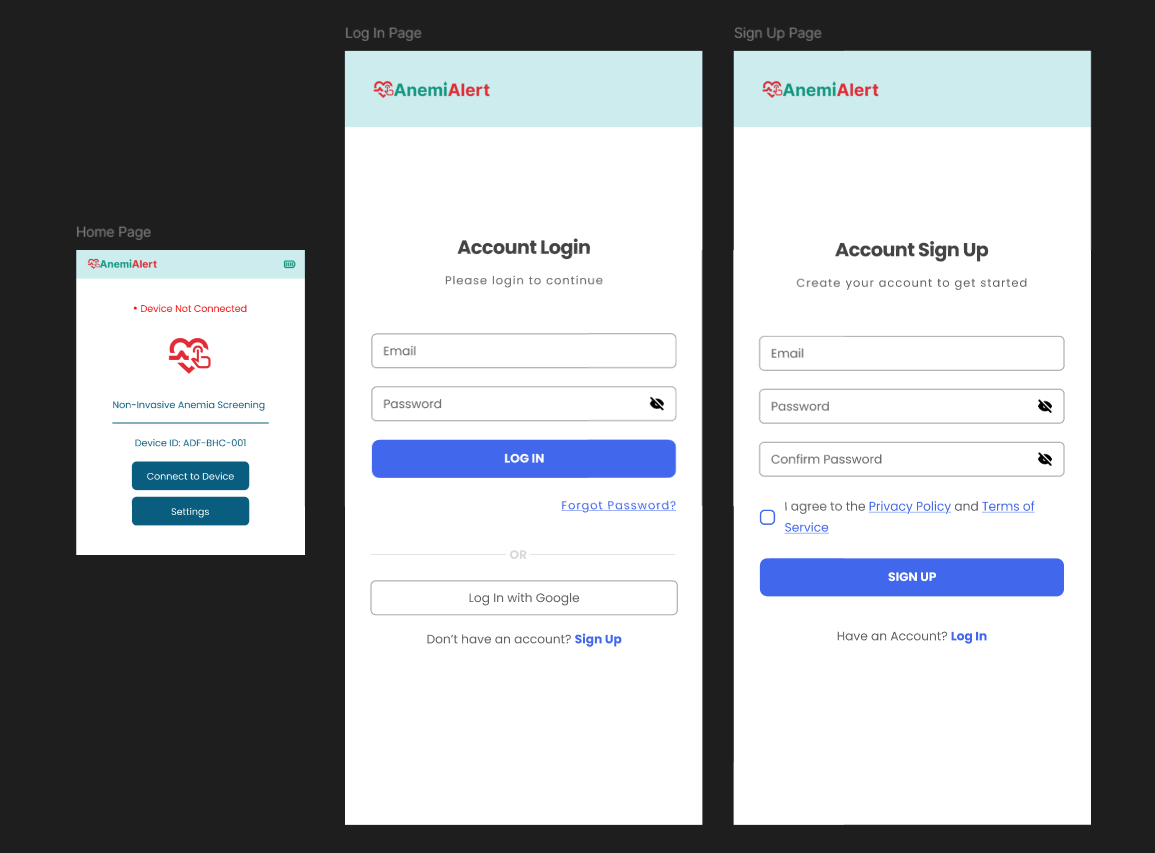 Home Page
AnemiAlert
• Device Not Connected
Non-Invasive Anemia Screening
Device ID: ADF-BHC-001
Connect to Device
Settings
Log In Page
AnemiAlert
Account Login
Please login to continue
Email
Password
LOG IN
Forgot Password?
OR
Log In with Google
Don't have an account? Sign Up
Sign Up Page
AnemiAlert
Account Sign Up
Create your account to get started
Email
Password
Confirm Password
I agree to the Privacy Policy and Terms of
Service
SIGN UP
Have an Account? Log In